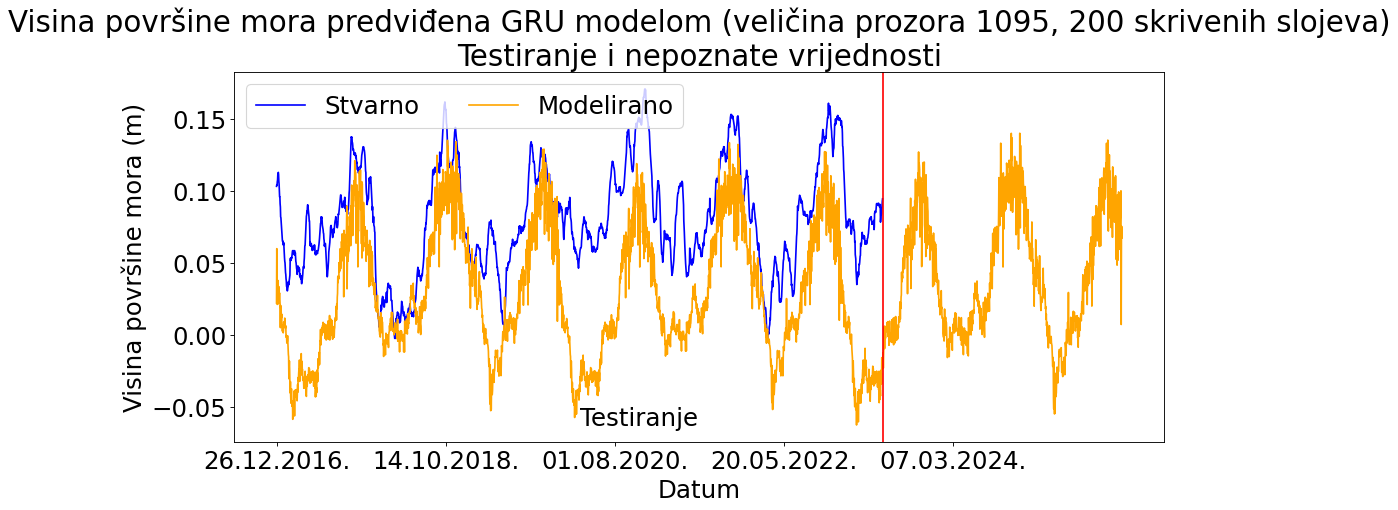 Visina površine mora predviđena GRU modelom (veličina prozora 1095, 200 skrivenih slojeva)
Testiranje i nepoznate vrijednosti
Stvarno
Modelirano
Visina površine mora (m)
0.15
0.10
0.05
0.00
−0.05
Testiranje
26.12.2016.
14.10.2018.
01.08.2020.
20.05.2022.
07.03.2024.
Datum